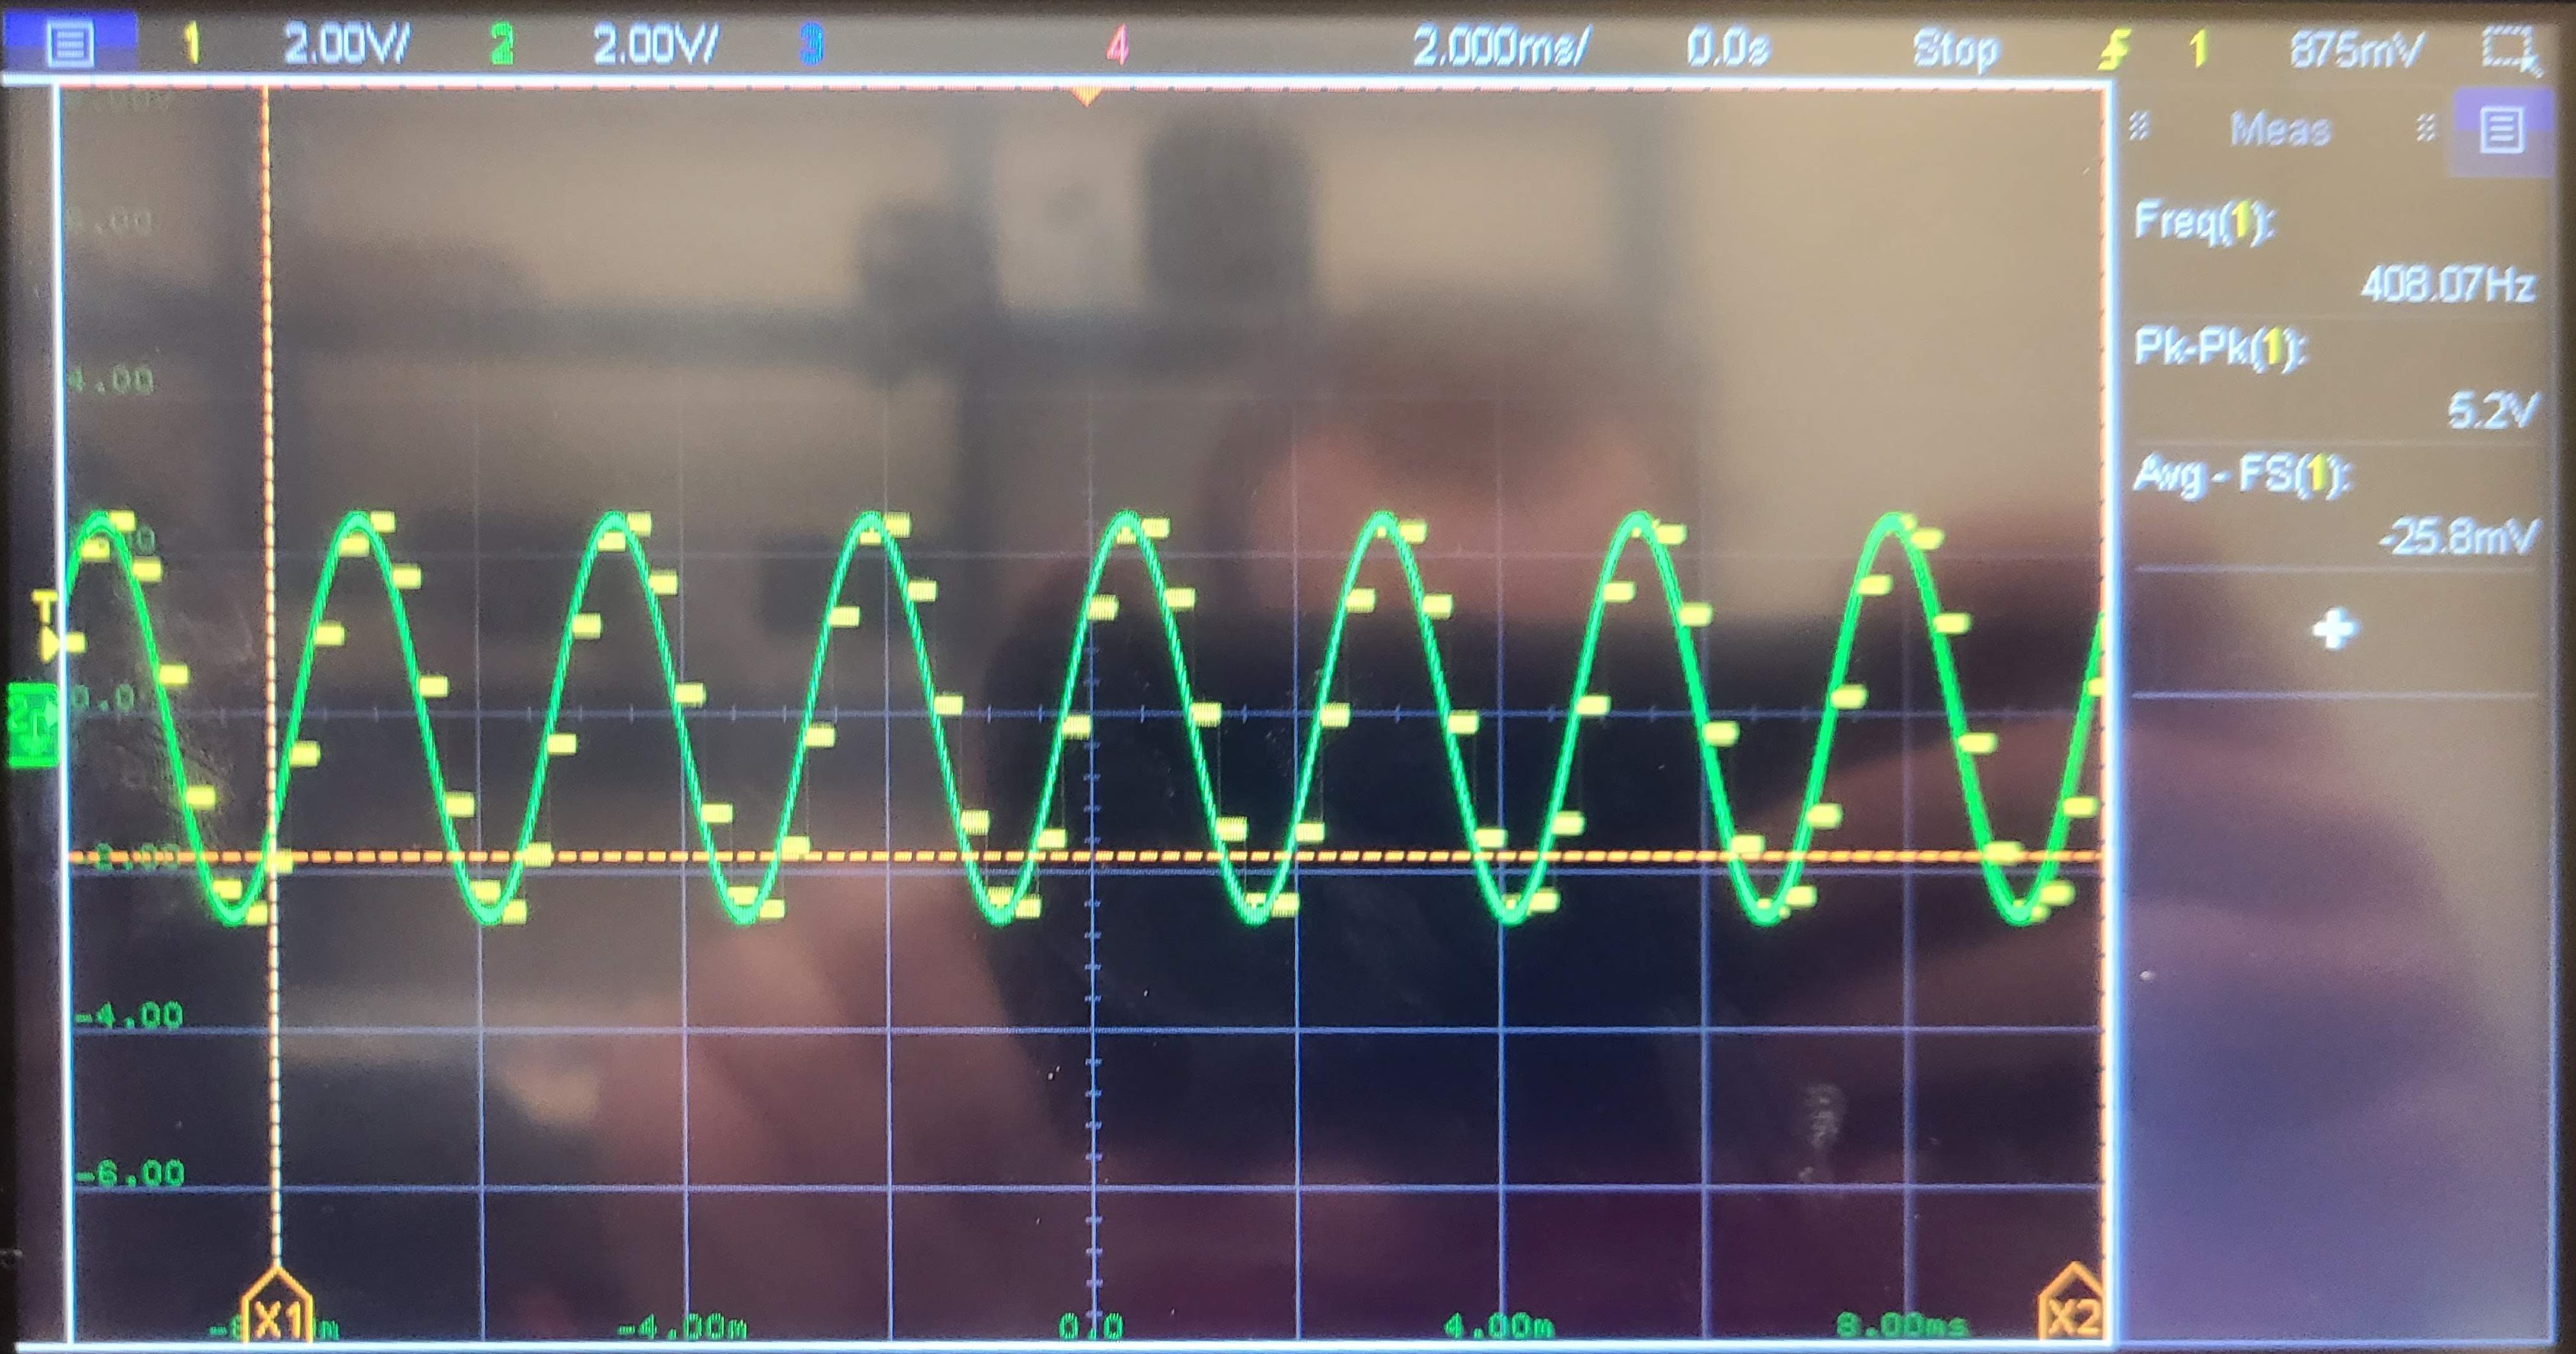 1 2.00V/ 2 2.00V/ 3 4 2.000ms/ 0.0s Stop 1 875mV
Meas
Freq(1):
408.07Hz
Pk-Pk(1):
5.2V
Avg - FS(1):
-25.8mV
4.00
T
0.0
-2.00
-4.00
-6.00
X1 -4.00m 0.0 4.00m 8.00ms X2